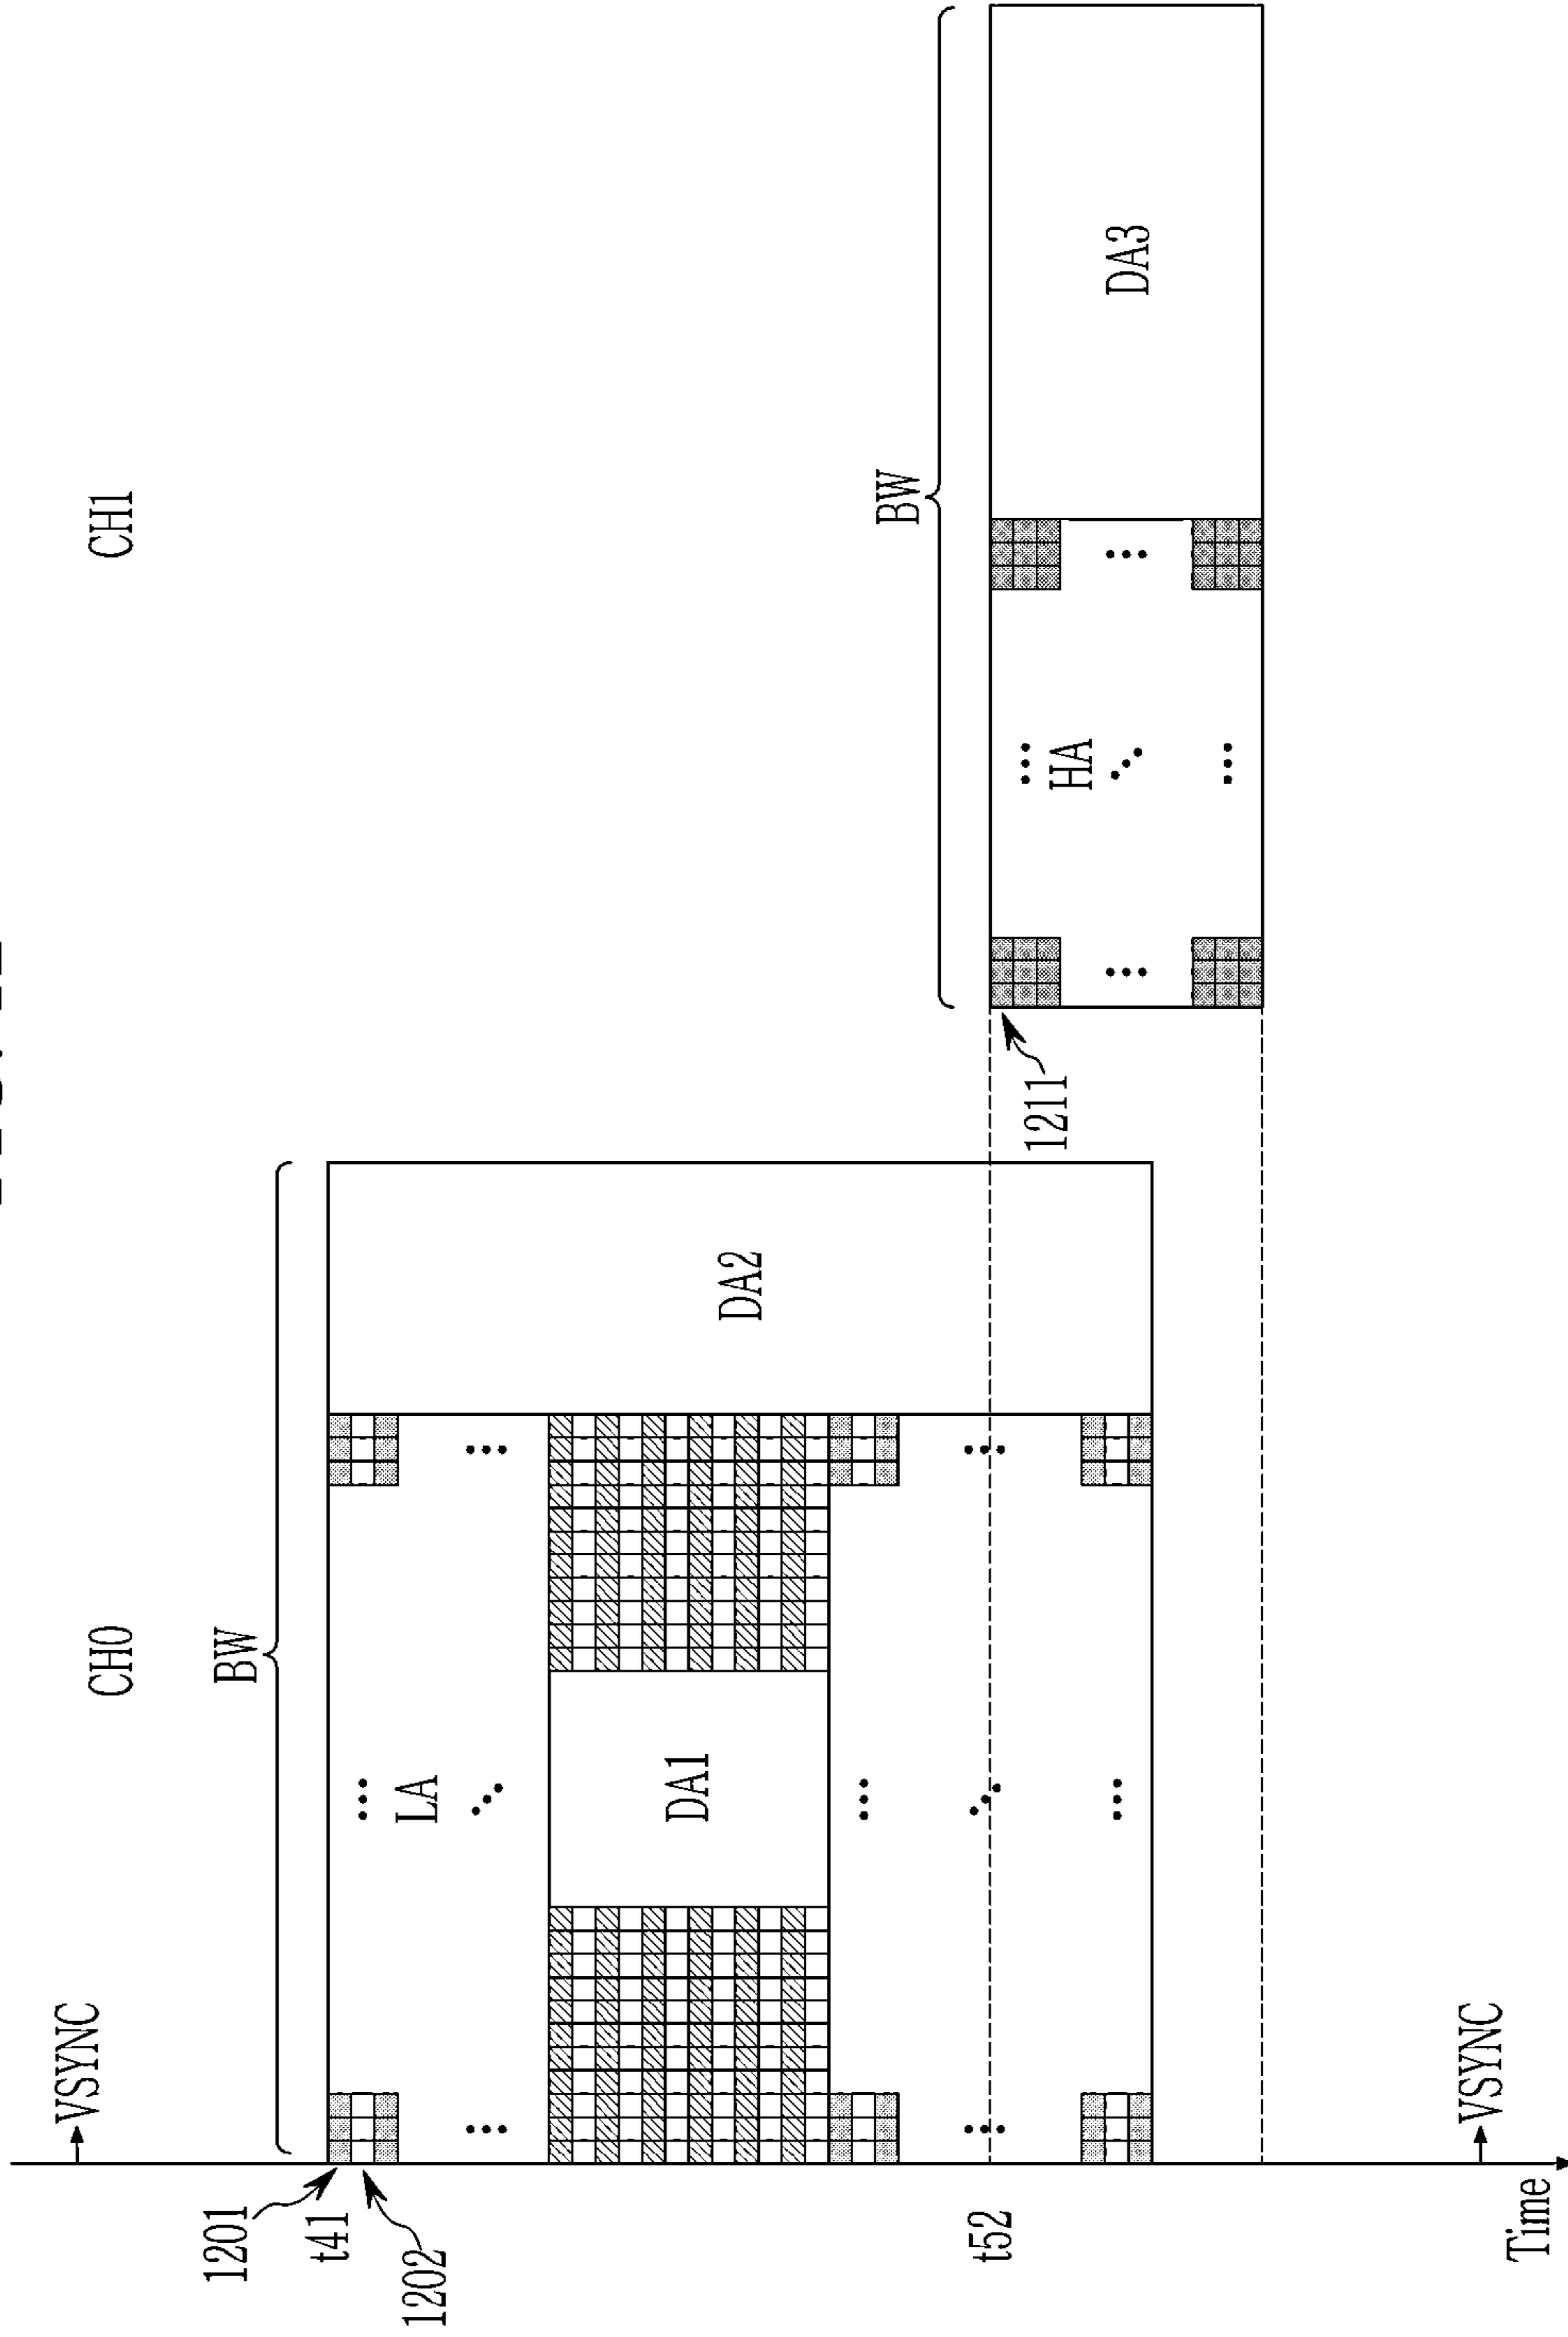 CH0
CH1
VSYNC
BW
1201
t41
1202
LA
DA1
DA2
BW
1211
HA
DA3
t52
VSYNC
Time